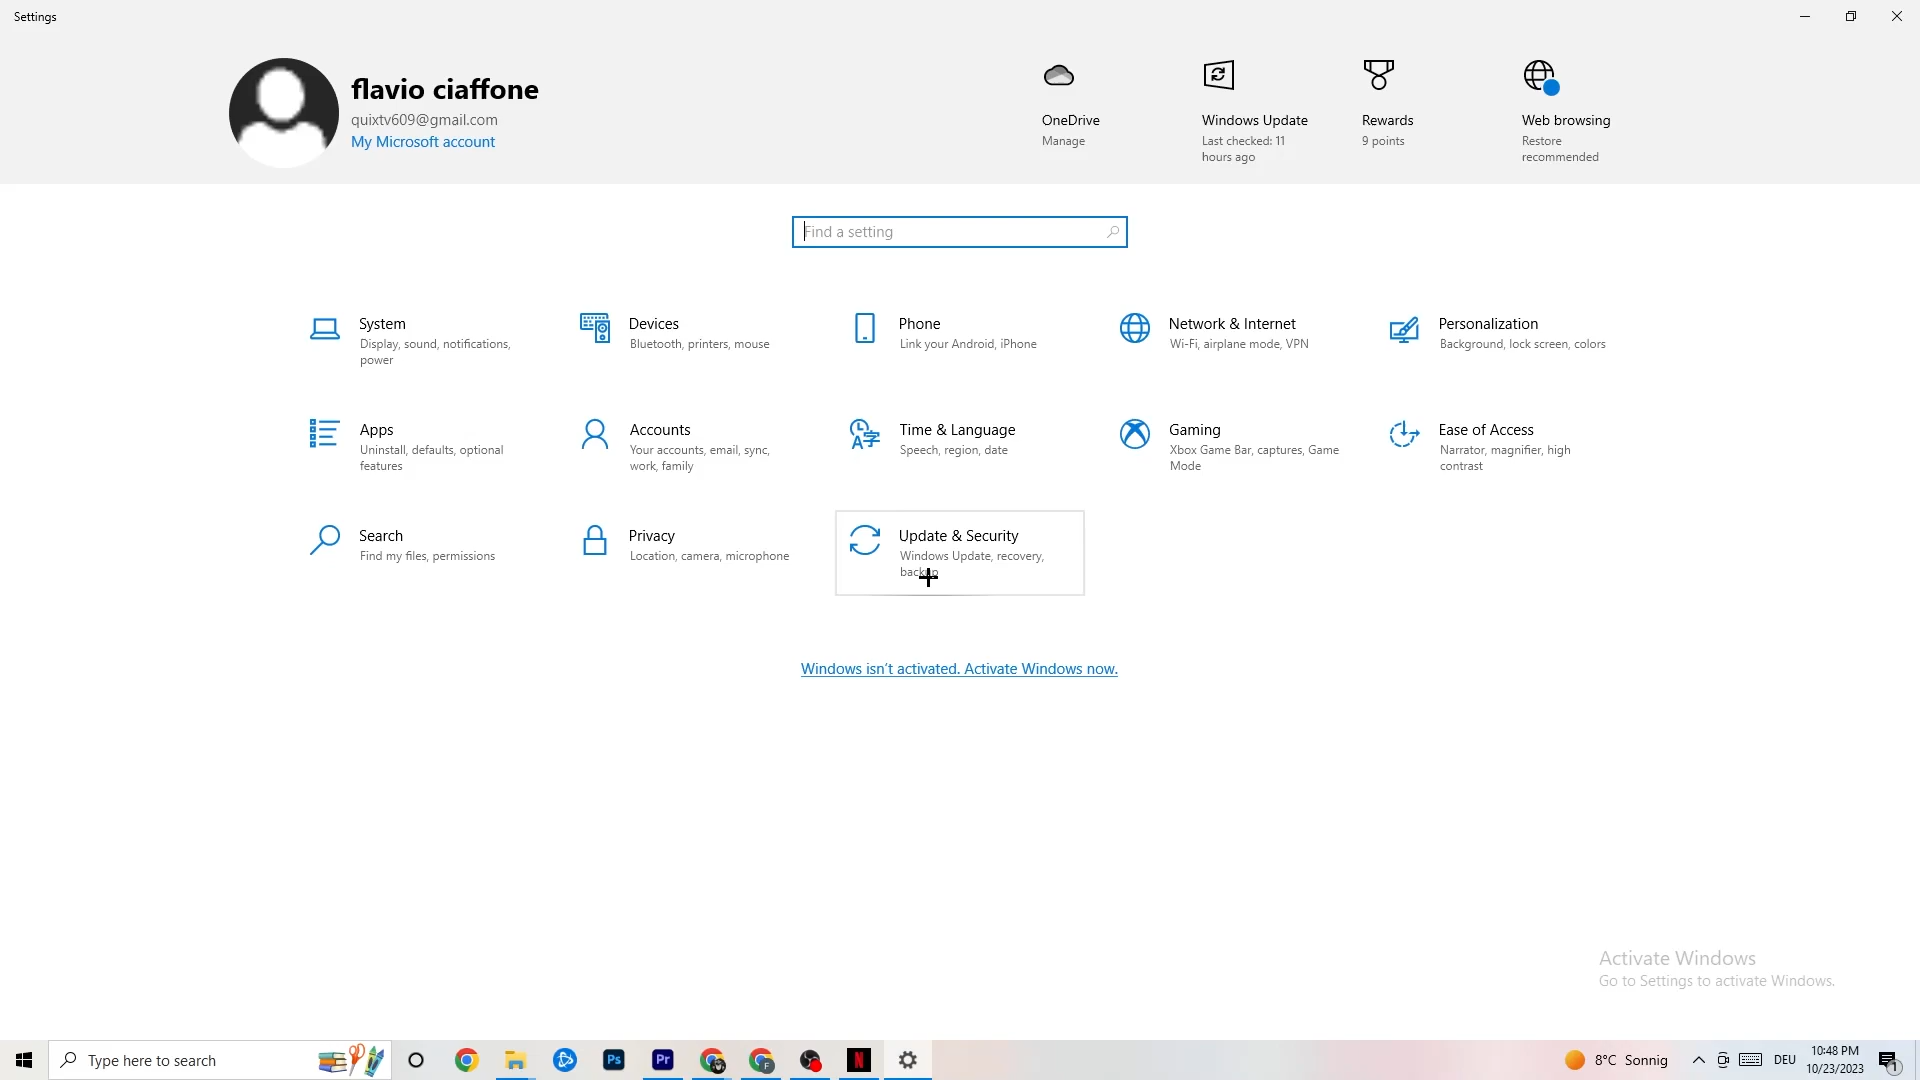 Settings
flavio ciaffone
quixtv609@gmail.com
My Microsoft account
OneDrive
Manage
Windows Update
Last checked: 11
hours ago
Rewards
9 points
Web browsing
Restore
recommended
Find a setting
System
Display, sound, notifications,
power
Devices
Bluetooth, printers, mouse
Phone
Link your Android, iPhone
Network & Internet
Wi-Fi, airplane mode, VPN
Personalization
Background, lock screen, colors
Apps
Uninstall, defaults, optional
features
Accounts
Your accounts, email, sync,
work, family
Time & Language
Speech, region, date
Gaming
Xbox Game Bar, captures, Game
Mode
Ease of Access
Narrator, magnifier, high
contrast
Search
Find my files, permissions
Privacy
Location, camera, microphone
Update & Security
Windows Update, recovery,
backup
Windows isn't activated. Activate Windows now.
Activate Windows
Go to Settings to activate Windows.
Type here to search
Ps
Pr
F
N
8°C Sonnig
DEU
10:48 PM
10/23/2023
1